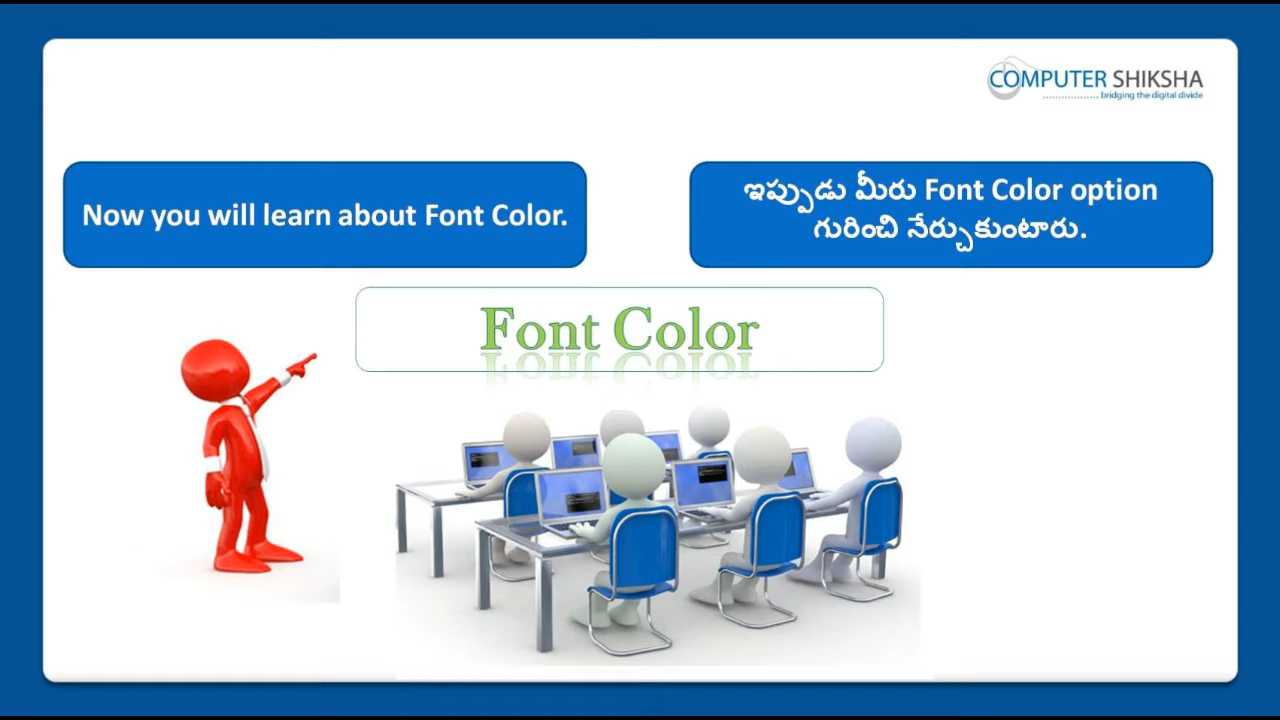 COMPUTER SHIKSHA
bridging the digital divide
Now you will learn about Font Color.
ఇప్పుడు మీరు Font Color option
గురించి నేర్చుకుంటారు.
Font Color